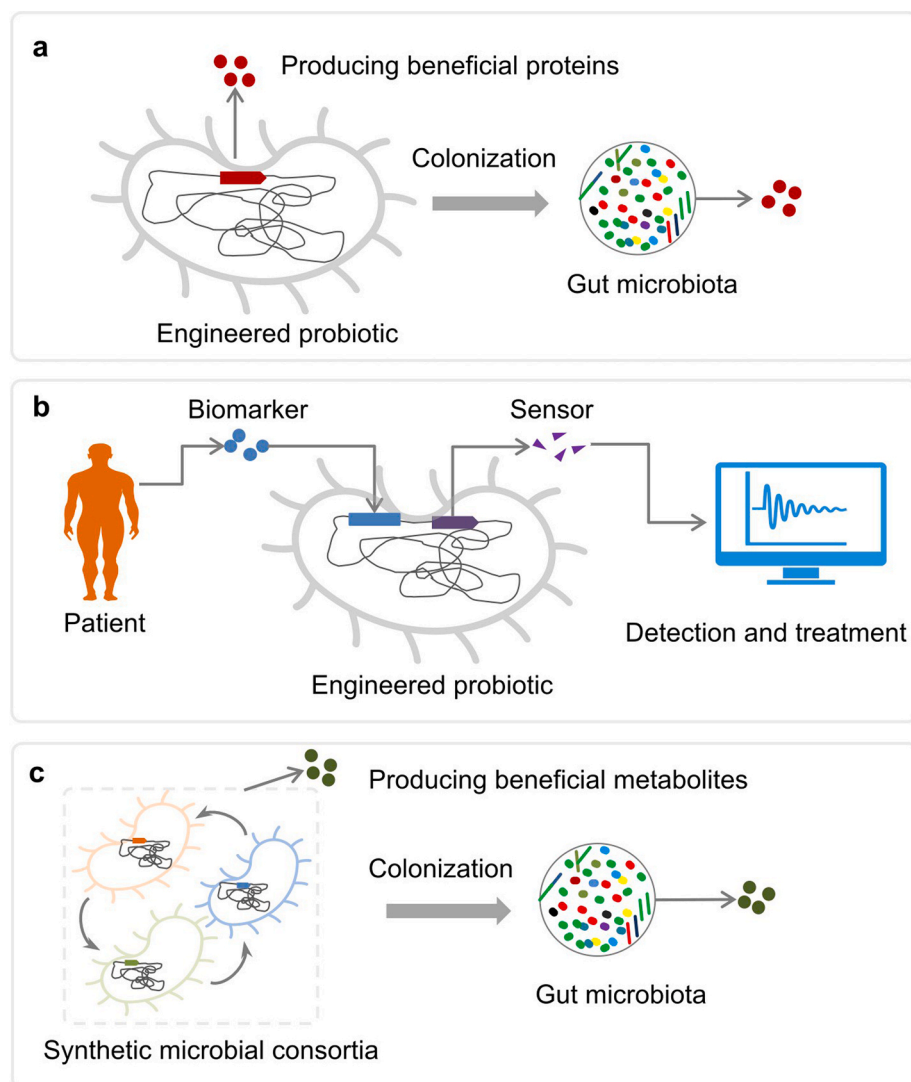 a
Producing beneficial proteins
Colonization
Gut microbiota
Engineered probiotic
b
Biomarker
Sensor
Patient
Detection and treatment
Engineered probiotic
c
Producing beneficial metabolites
Colonization
Gut microbiota
Synthetic microbial consortia